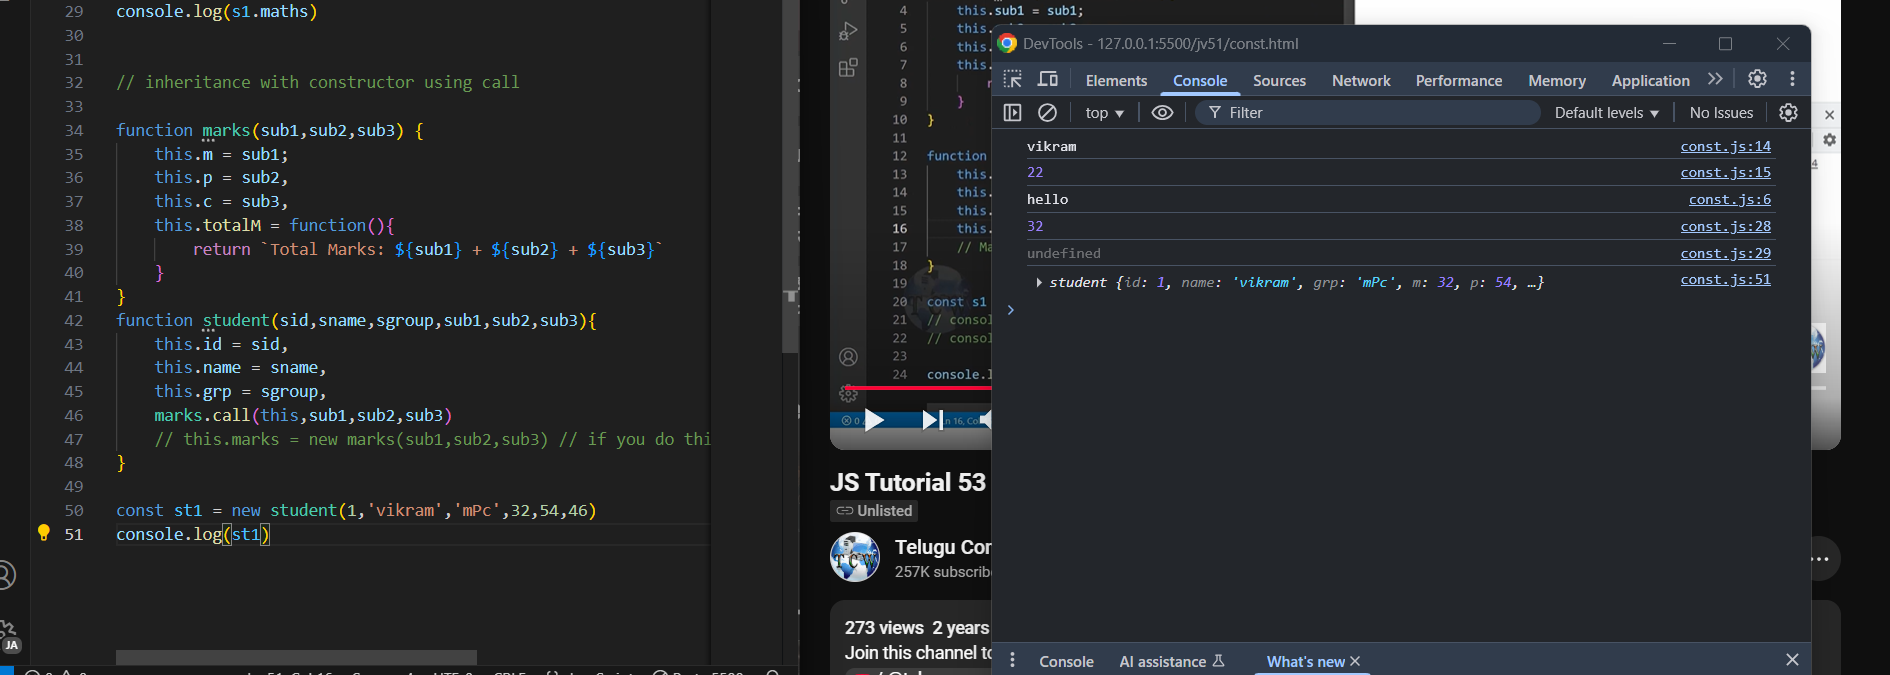 29 console.log(s1.maths)
30
31
32 // inheritance with constructor using call
33
34 function marks(sub1,sub2,sub3) {
35 this.m = sub1;
36 this.p = sub2,
37 this.c = sub3,
38 this.totalM = function(){
39 return `Total Marks: ${sub1} + ${sub2} + ${sub3}`
40 }
41 }
42 function student(sid,sname,sgroup,sub1,sub2,sub3){
43 this.id = sid,
44 this.name = sname,
45 this.grp = sgroup,
46 marks.call(this,sub1,sub2,sub3)
47 // this.marks = new marks(sub1,sub2,sub3) // if you do thi
48 }
49
50 const st1 = new student(1,'vikram','mPc',32,54,46)
51 console.log(st1)
JA
4 this.sub1 = sub1;
5 this.
6 this.
7 this.
8
9 }
10 }
11
12 function
13 this.
14 this.
15 this.
16 this.
17 // Ma
18 }
19
20 const s1
21 // consol
22 // consol
23
24 console.l
DevTools - 127.0.0.1:5500/jv51/const.html
Elements Console Sources Network Performance Memory Application
top Filter Default levels No Issues
vikram const.js:14
22 const.js:15
hello const.js:6
32 const.js:28
undefined const.js:29
student {id: 1, name: 'vikram', grp: 'mPc', m: 32, p: 54, …} const.js:51
Console AI assistance What's new
JS Tutorial 53
Unlisted
TCW
Telugu Con
257K subscribe
273 views 2 years
Join this channel to